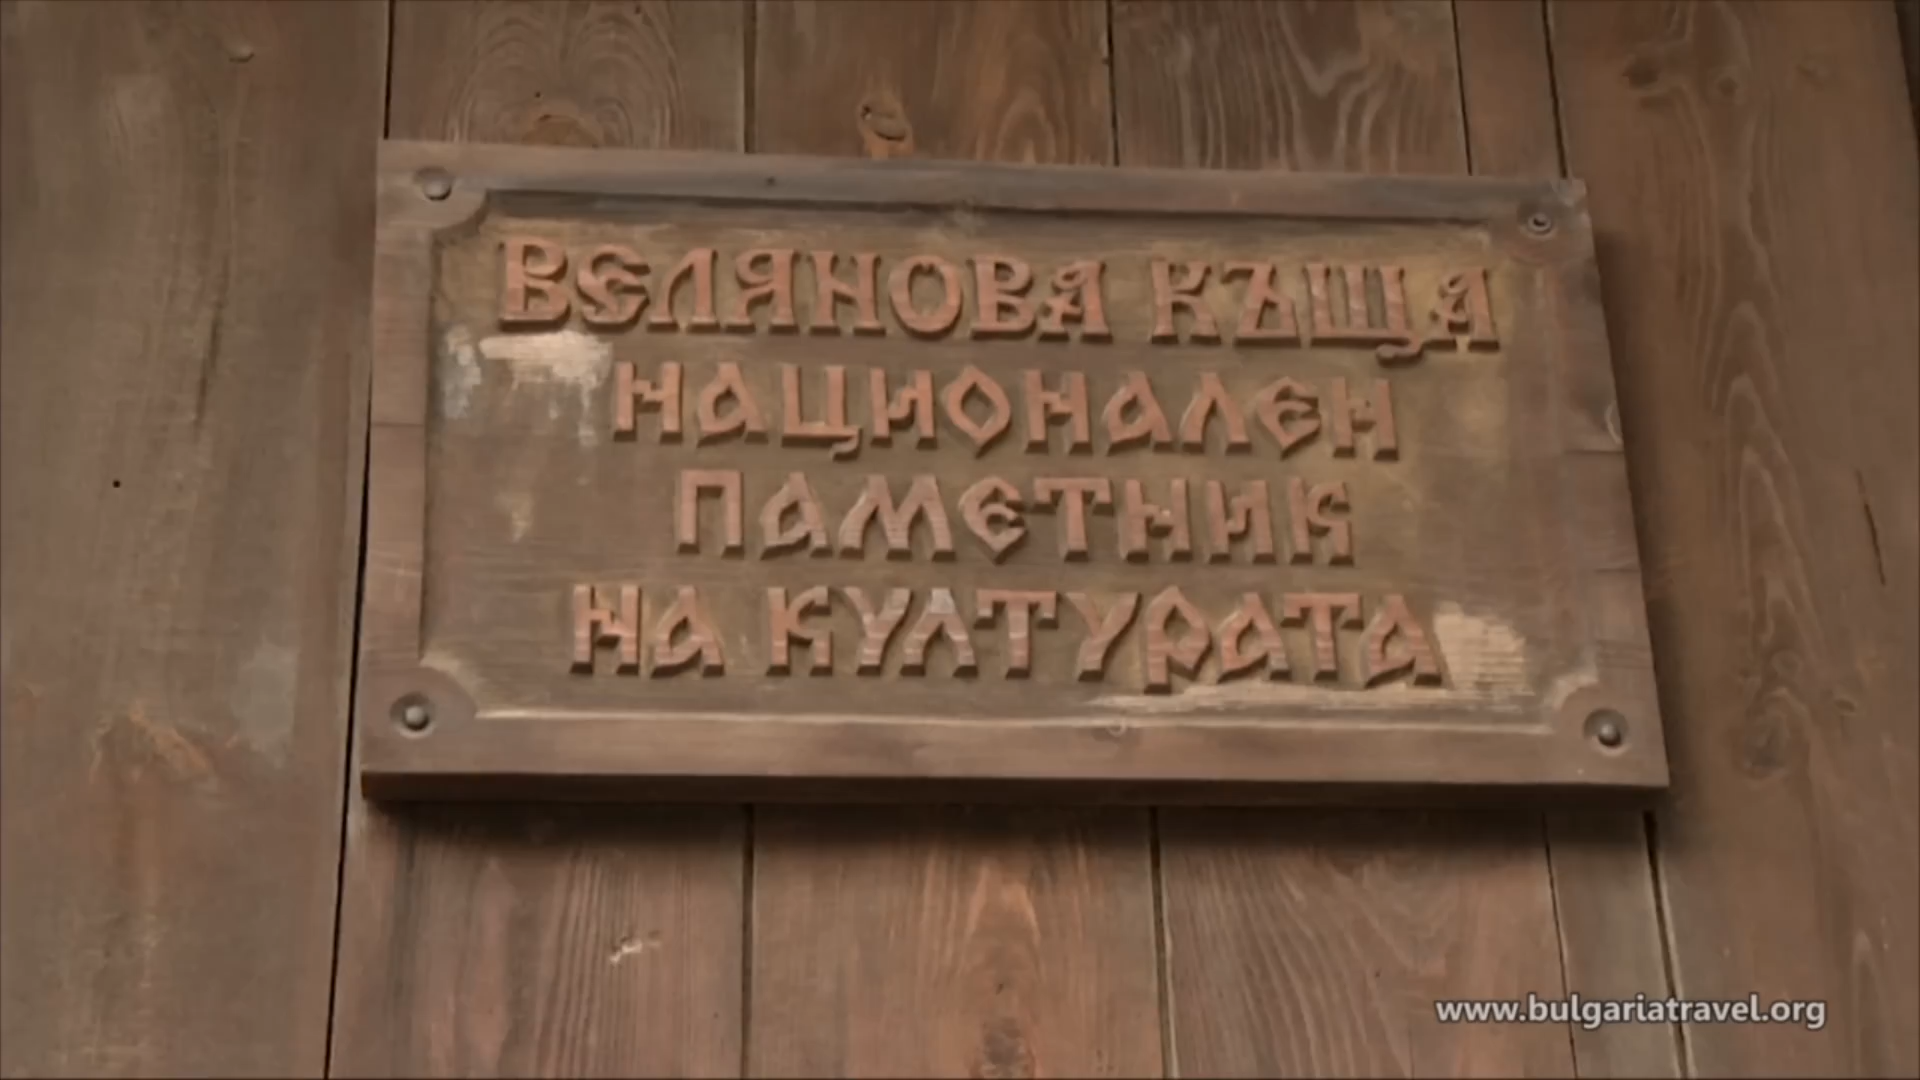 ВЕЛЯНОВА КЪЩА
НАЦИОНАЛЕН
ПАМЕТНИК
НА КУЛТУРАТА
www.bulgariatravel.org